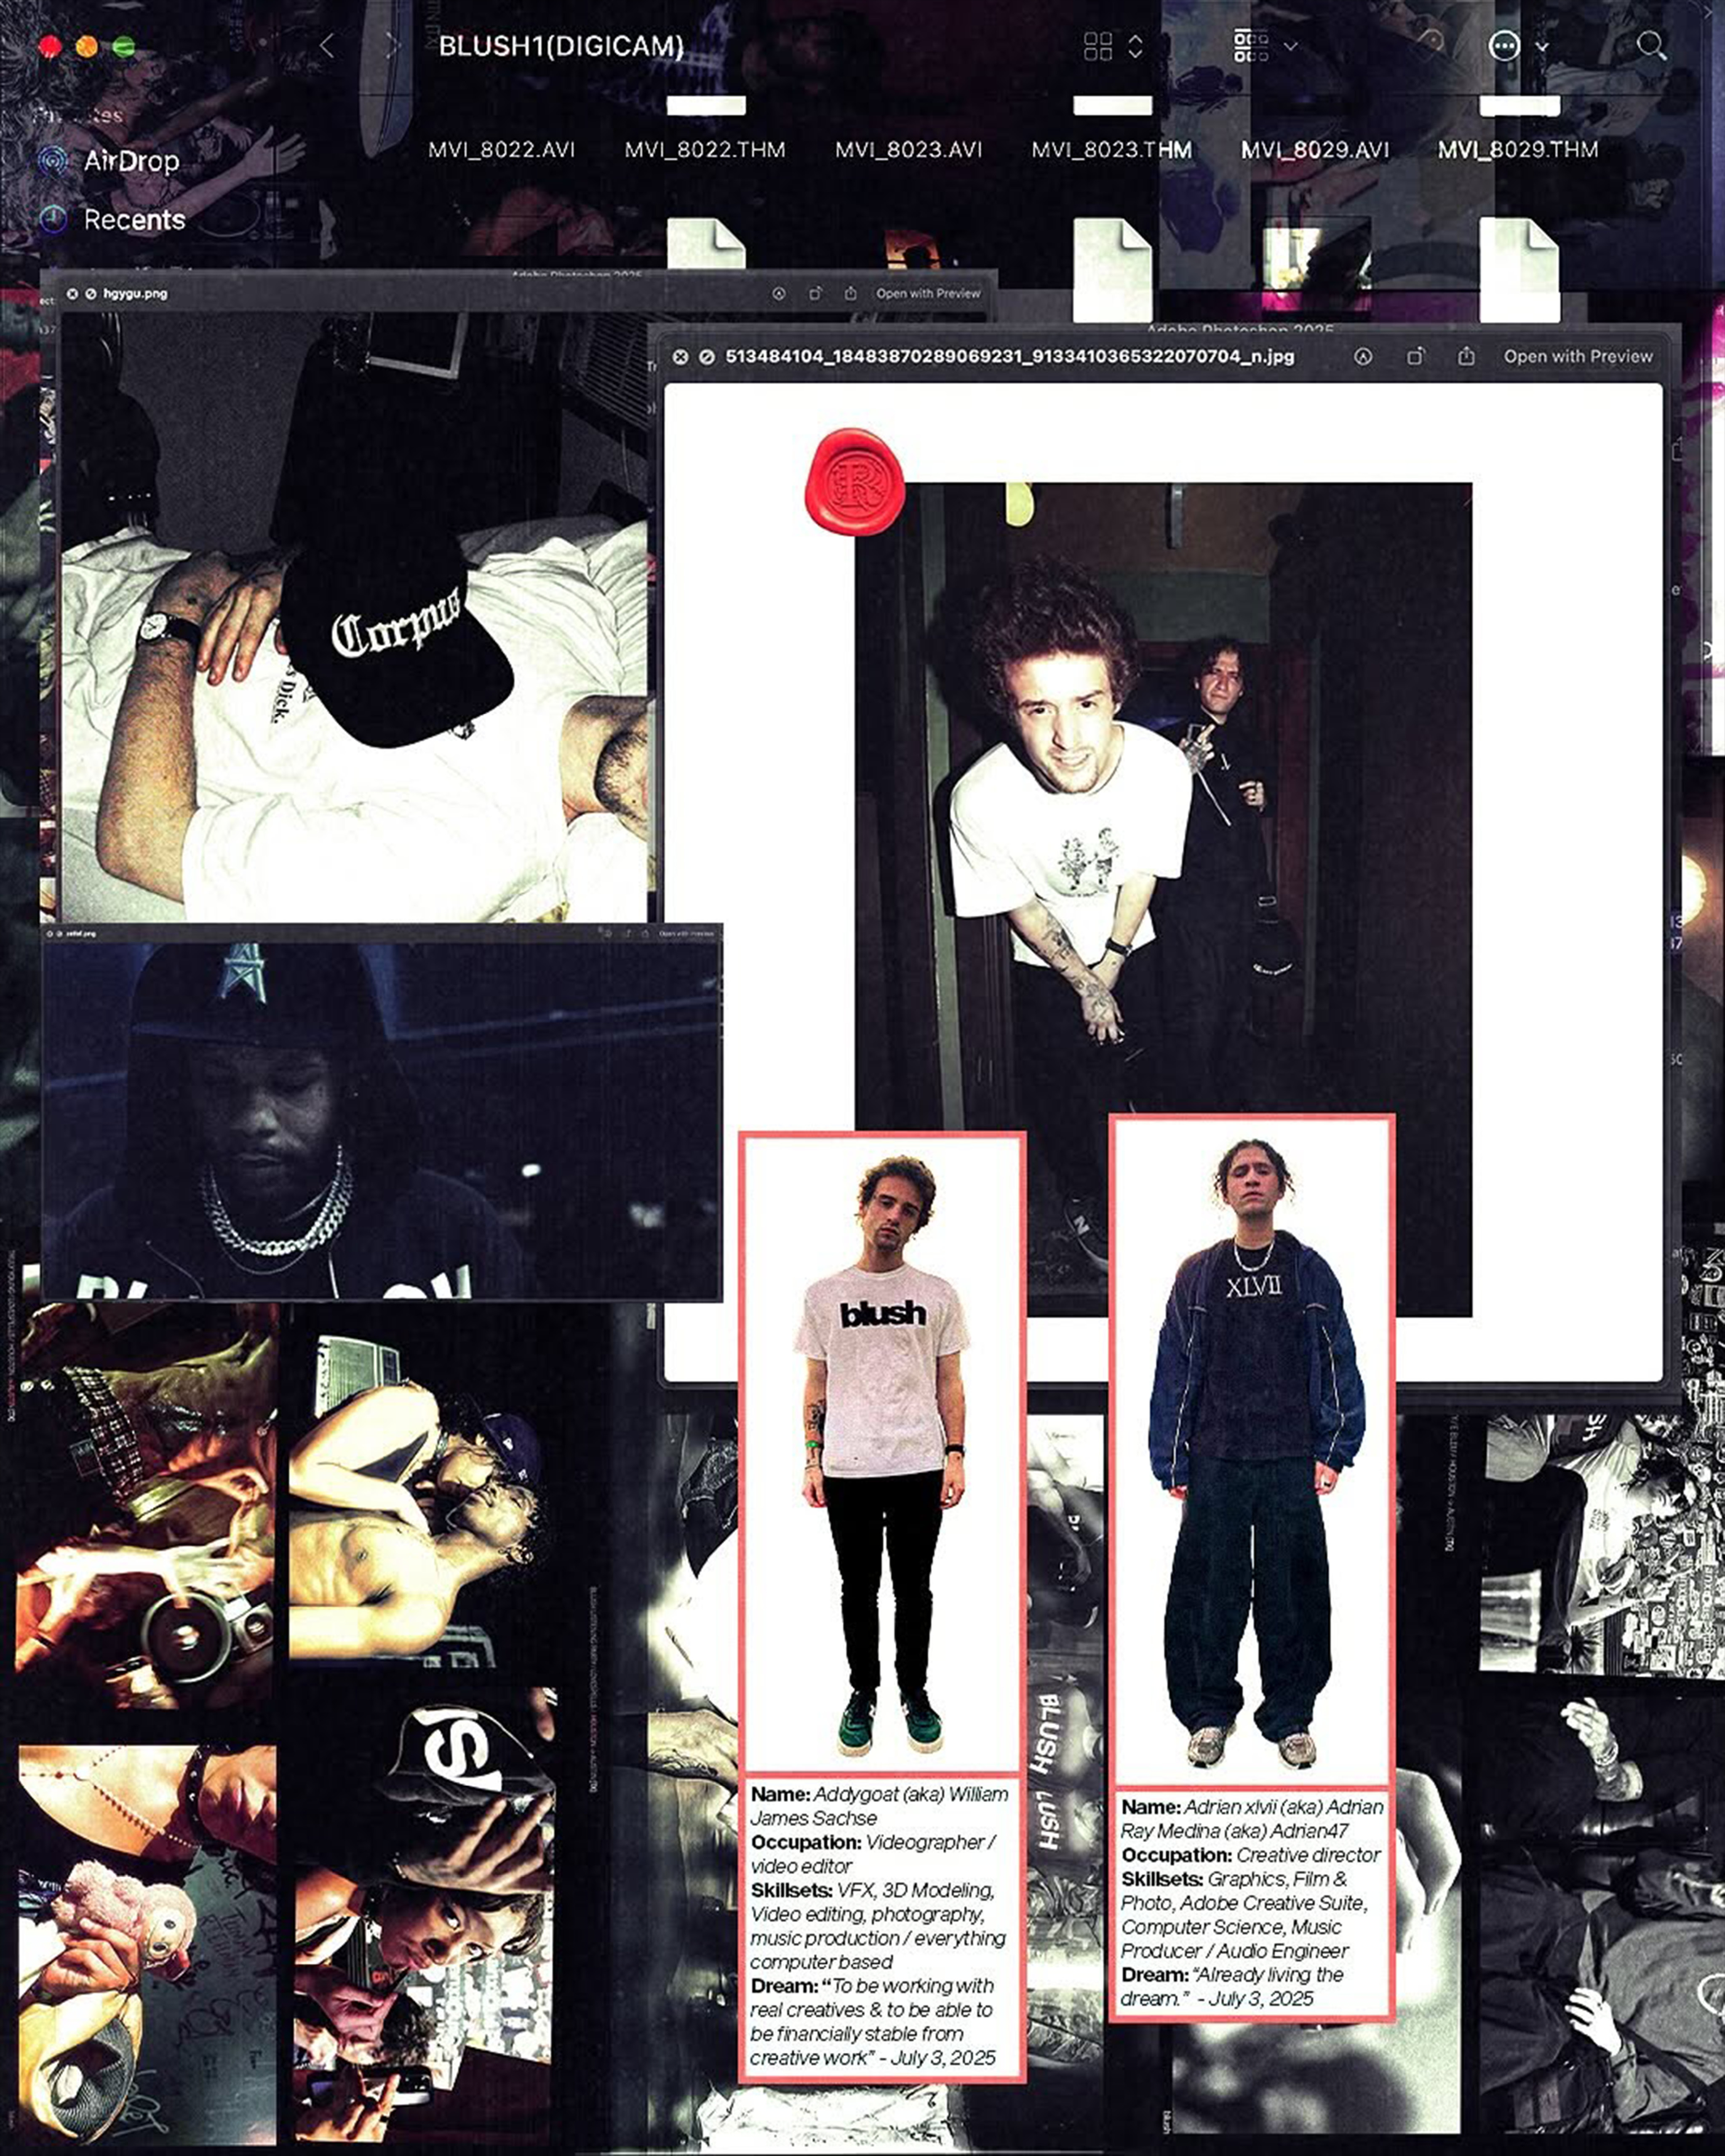 BLUSH1(DIGICAM)
AirDrop
MVI_8022.AVI MVI_8022.THM MVI_8023.AVI MVI_8023.THM MVI_8029.AVI MVI_8029.THM
Recents
Adobe Photoshop 2025
hgygu.png Open with Preview
Adobe Photoshop 2025
513484104_18483870289069231_9133410365322070704_n.jpg Open with Preview
R
Corpus
s Dick.
Open with Preview
A
N
blush
XLVII
IS
BLUSH
LUSH
Name: Addygoat (aka) William
James Sachse
Occupation: Videographer /
video editor
Skillsets: VFX, 3D Modeling,
Video editing, photography,
music production / everything
computer based
Dream: “To be working with
real creatives & to be able to
be financially stable from
creative work” - July 3, 2025
Name: Adrian xlvii (aka) Adrian
Ray Medina (aka) Adrian47
Occupation: Creative director
Skillsets: Graphics, Film &
Photo, Adobe Creative Suite,
Computer Science, Music
Producer / Audio Engineer
Dream: “Already living the
dream.” - July 3, 2025
blush